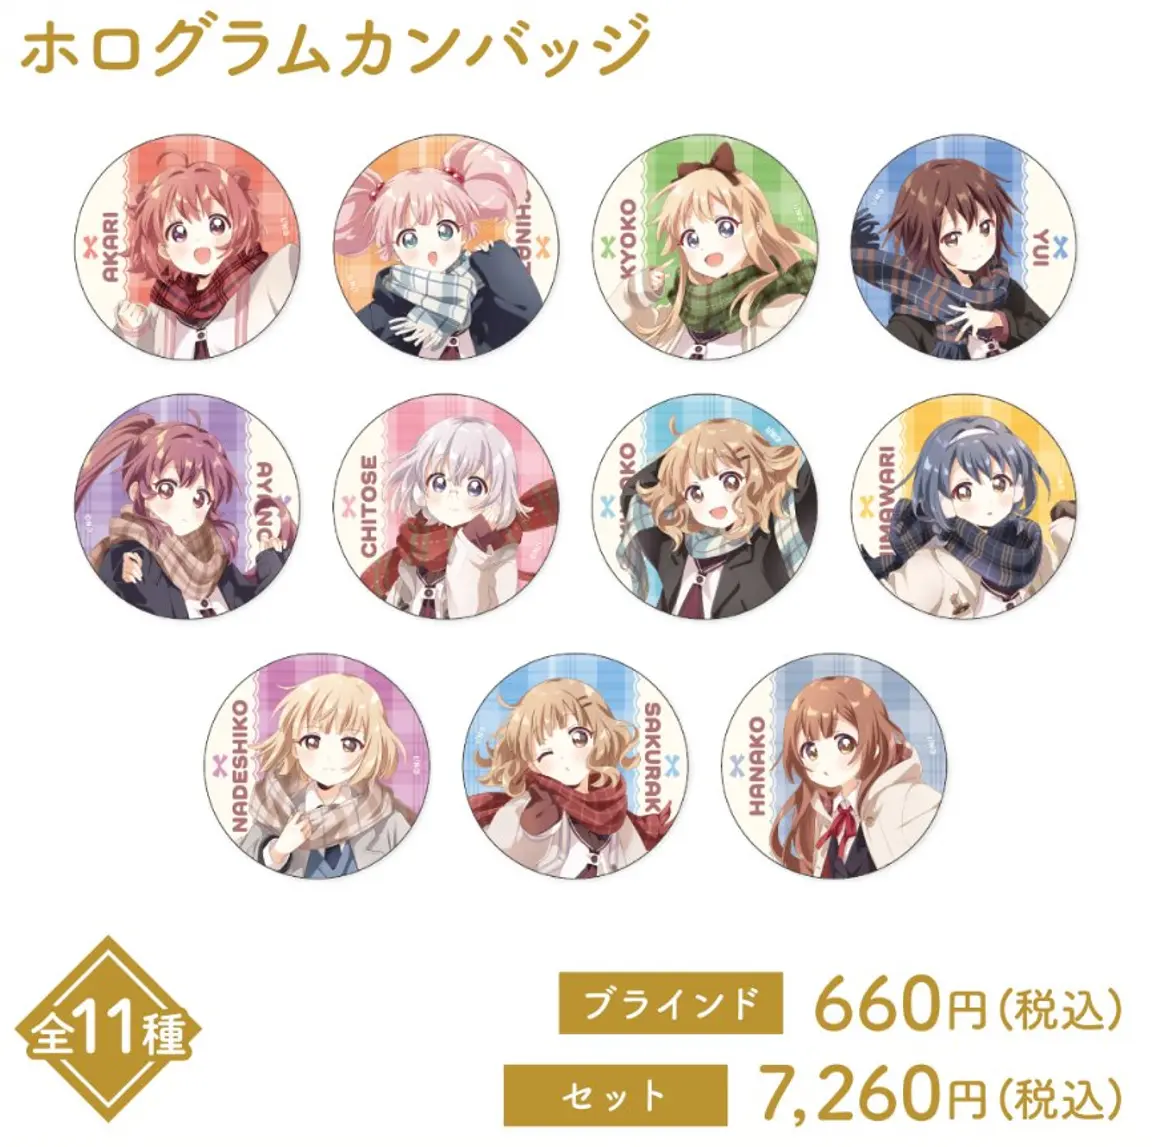 ホログラムカンバッジ
AKARI
KYOKO
YUI
CHITOSE
NADESHIKO
SAKURAK
HANAKO
全11種
ブラインド 660円(税込)
セット 7,260円(税込)